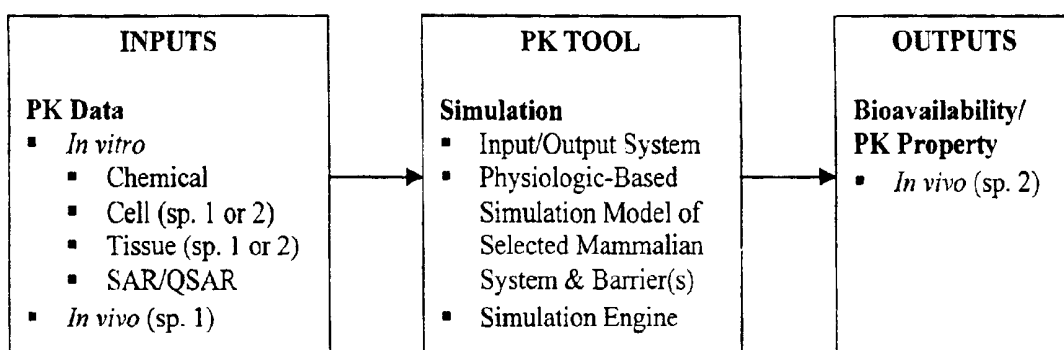 INPUTS
PK Data
▪ In vitro
▪ Chemical
▪ Cell (sp. 1 or 2)
▪ Tissue (sp. 1 or 2)
▪ SAR/QSAR
▪ In vivo (sp. 1)
PK TOOL
Simulation
▪ Input/Output System
▪ Physiologic-Based
Simulation Model of
Selected Mammalian
System & Barrier(s)
▪ Simulation Engine
OUTPUTS
Bioavailability/
PK Property
▪ In vivo (sp. 2)